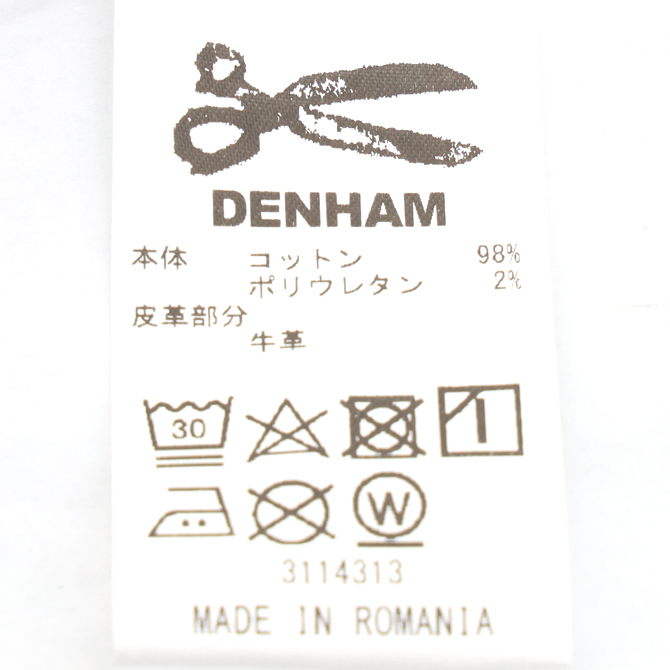 DENHAM
本体 コットン 98%
ポリウレタン 2%
皮革部分
牛革
30
W
3114313
MADE IN ROMANIA